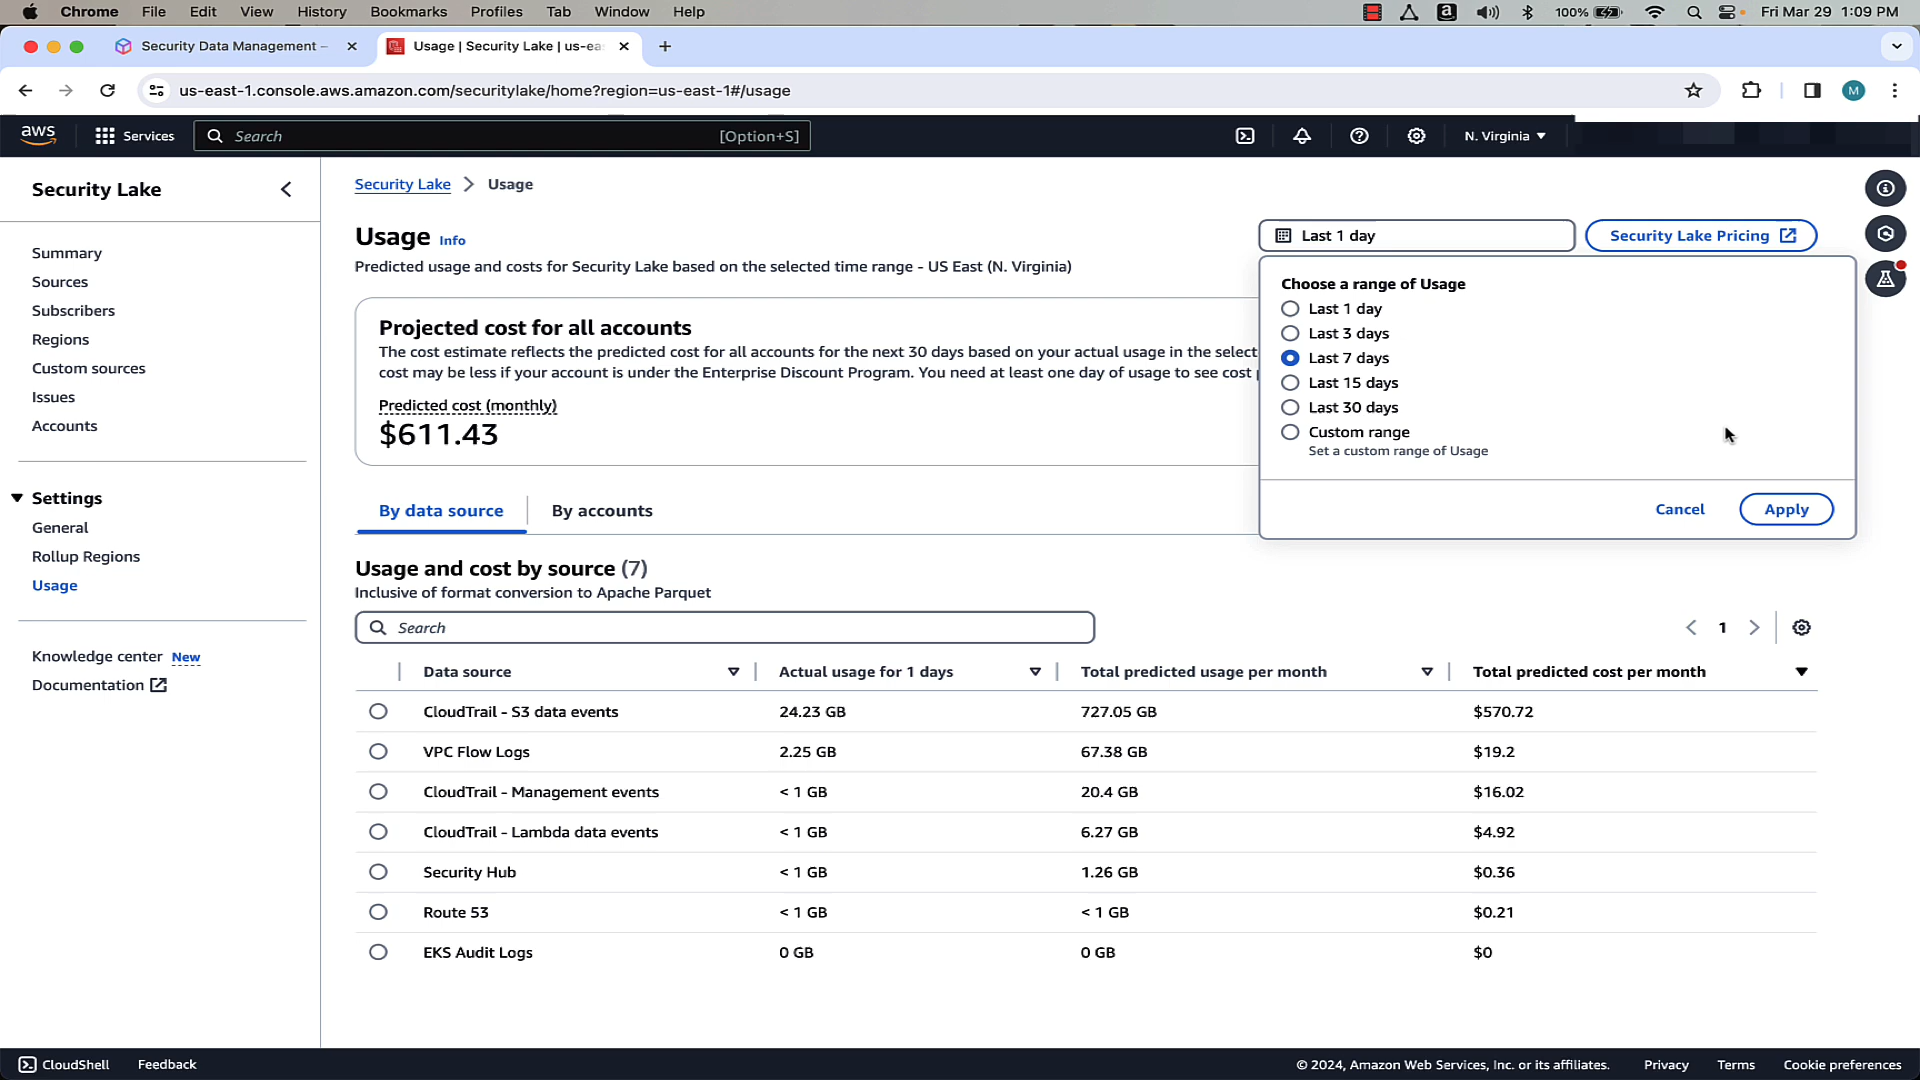 Chrome File Edit View History Bookmarks Profiles Tab Window Help 100% Fri Mar 29 1:09 PM
Security Data Management – Usage | Security Lake | us-ea
us-east-1.console.aws.amazon.com/securitylake/home?region=us-east-1#/usage M
aws Services Search [Option+S] N. Virginia
Security Lake
Summary
Sources
Subscribers
Regions
Custom sources
Issues
Accounts
Settings
General
Rollup Regions
Usage
Knowledge center New
Documentation
Security Lake > Usage
Usage Info
Predicted usage and costs for Security Lake based on the selected time range - US East (N. Virginia)
Last 1 day
Security Lake Pricing
Projected cost for all accounts
The cost estimate reflects the predicted cost for all accounts for the next 30 days based on your actual usage in the select
cost may be less if your account is under the Enterprise Discount Program. You need at least one day of usage to see cost
Predicted cost (monthly)
$611.43
Choose a range of Usage
Last 1 day
Last 3 days
Last 7 days
Last 15 days
Last 30 days
Custom range
Set a custom range of Usage
Cancel Apply
By data source By accounts
Usage and cost by source (7)
Inclusive of format conversion to Apache Parquet
Search
1
Data source Actual usage for 1 days Total predicted usage per month Total predicted cost per month
CloudTrail - S3 data events 24.23 GB 727.05 GB $570.72
VPC Flow Logs 2.25 GB 67.38 GB $19.2
CloudTrail - Management events < 1 GB 20.4 GB $16.02
CloudTrail - Lambda data events < 1 GB 6.27 GB $4.92
Security Hub < 1 GB 1.26 GB $0.36
Route 53 < 1 GB < 1 GB $0.21
EKS Audit Logs 0 GB 0 GB $0
CloudShell Feedback © 2024, Amazon Web Services, Inc. or its affiliates. Privacy Terms Cookie preferences